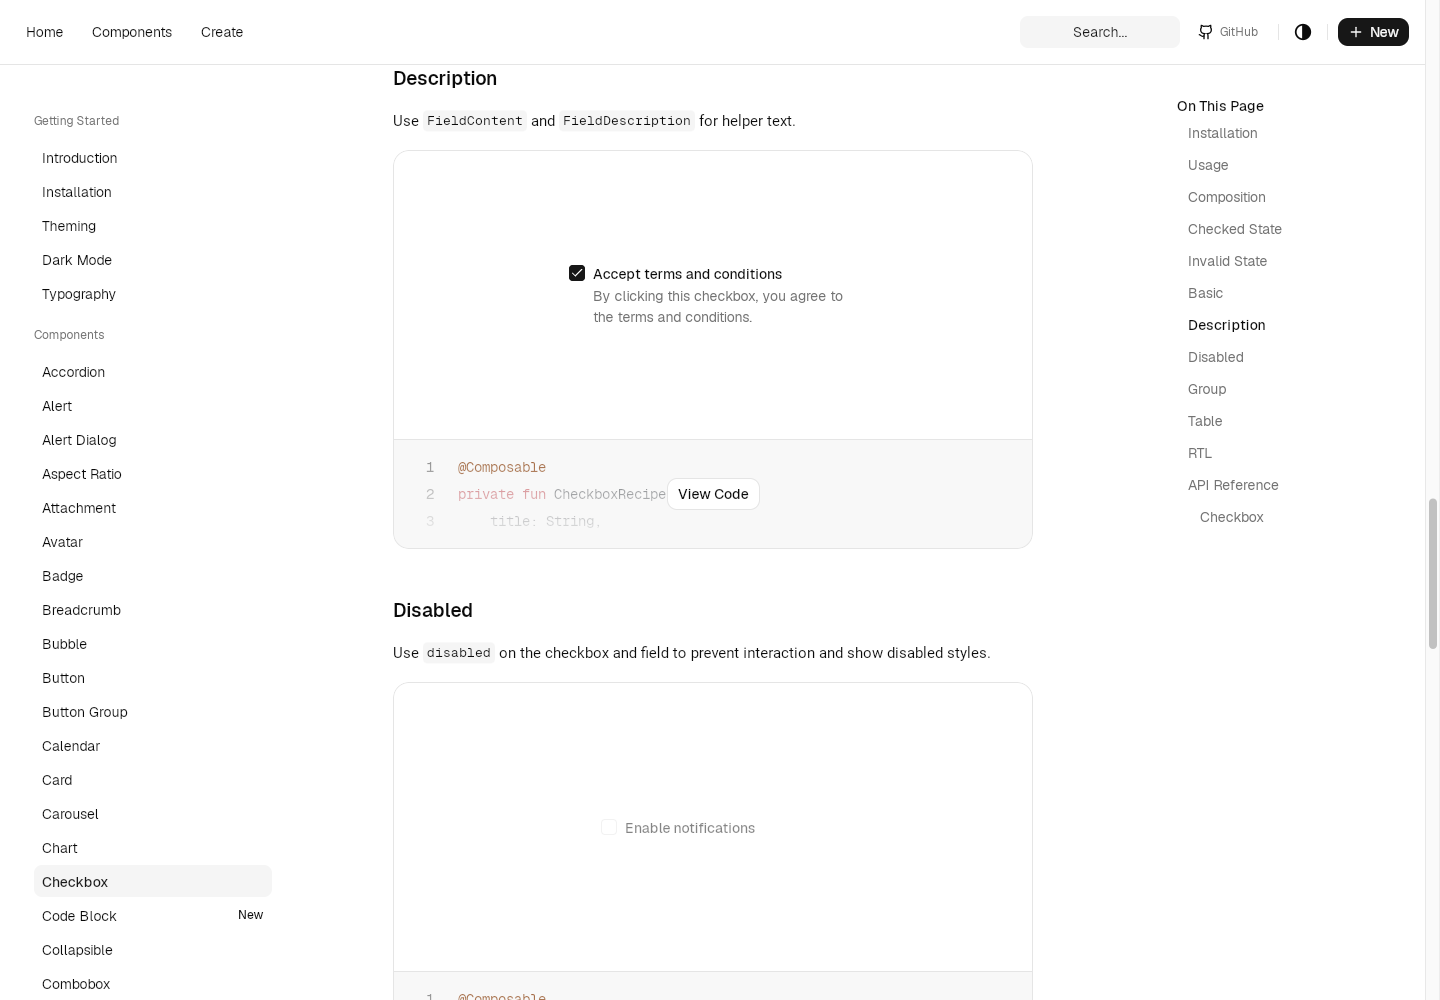 Home
Components
Create
Search...
GitHub
New
Getting Started
Introduction
Installation
Theming
Dark Mode
Typography
Components
Accordion
Alert
Alert Dialog
Aspect Ratio
Attachment
Avatar
Badge
Breadcrumb
Bubble
Button
Button Group
Calendar
Card
Carousel
Chart
Checkbox
Code Block New
Collapsible
Combobox
Description
Use FieldContent and FieldDescription for helper text.
Accept terms and conditions
By clicking this checkbox, you agree to
the terms and conditions.
1 @Composable
2 private fun CheckboxRecipe
View Code
3 title: String,
Disabled
Use disabled on the checkbox and field to prevent interaction and show disabled styles.
Enable notifications
1 @Composable
On This Page
Installation
Usage
Composition
Checked State
Invalid State
Basic
Description
Disabled
Group
Table
RTL
API Reference
Checkbox